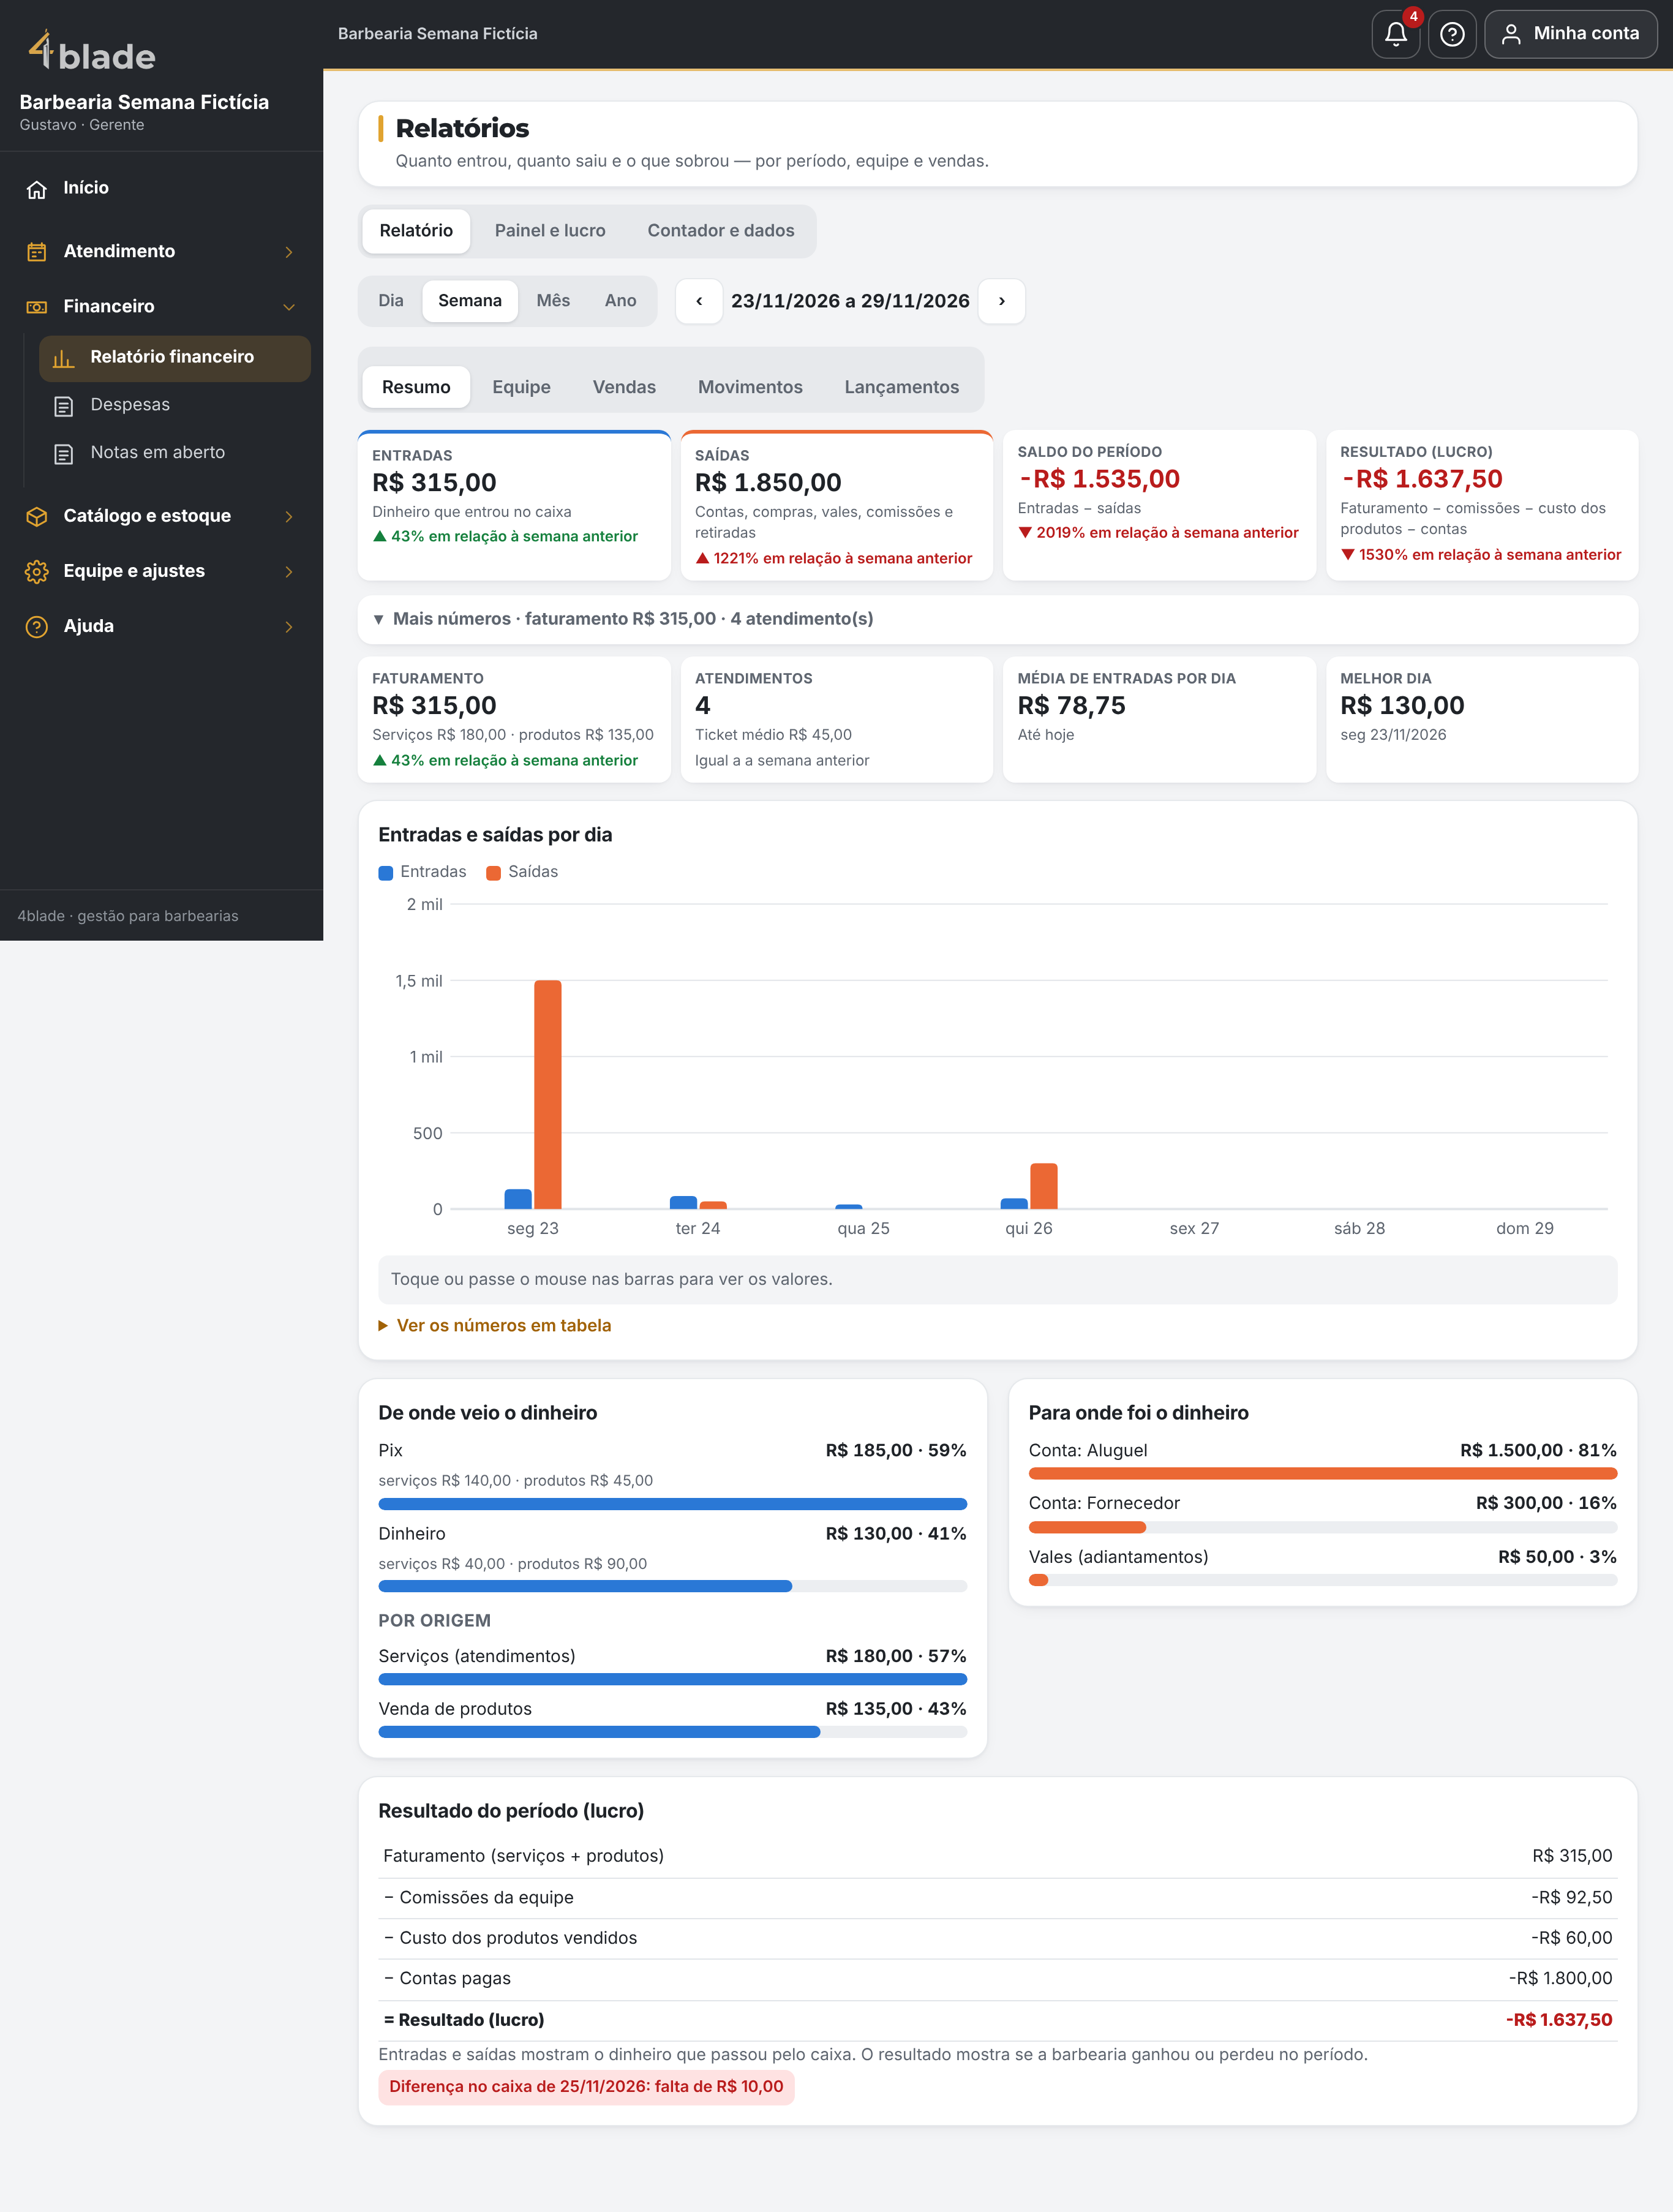 4blade
Barbearia Semana Fictícia
Gustavo · Gerente
Início
Atendimento
Financeiro
Relatório financeiro
Despesas
Notas em aberto
Catálogo e estoque
Equipe e ajustes
Ajuda
4blade · gestão para barbearias
Barbearia Semana Fictícia
4
Minha conta
Relatórios
Quanto entrou, quanto saiu e o que sobrou — por período, equipe e vendas.
Relatório Painel e lucro Contador e dados
Dia Semana Mês Ano ‹ 23/11/2026 a 29/11/2026 ›
Resumo Equipe Vendas Movimentos Lançamentos
ENTRADAS
R$ 315,00
Dinheiro que entrou no caixa
▲ 43% em relação à semana anterior
SAÍDAS
R$ 1.850,00
Contas, compras, vales, comissões e
retiradas
▲ 1221% em relação à semana anterior
SALDO DO PERÍODO
-R$ 1.535,00
Entradas − saídas
▼ 2019% em relação à semana anterior
RESULTADO (LUCRO)
-R$ 1.637,50
Faturamento − comissões − custo dos
produtos − contas
▼ 1530% em relação à semana anterior
▼ Mais números · faturamento R$ 315,00 · 4 atendimento(s)
FATURAMENTO
R$ 315,00
Serviços R$ 180,00 · produtos R$ 135,00
▲ 43% em relação à semana anterior
ATENDIMENTOS
4
Ticket médio R$ 45,00
Igual a a semana anterior
MÉDIA DE ENTRADAS POR DIA
R$ 78,75
Até hoje
MELHOR DIA
R$ 130,00
seg 23/11/2026
Entradas e saídas por dia
Entradas Saídas
2 mil
1,5 mil
1 mil
500
0
seg 23 ter 24 qua 25 qui 26 sex 27 sáb 28 dom 29
Toque ou passe o mouse nas barras para ver os valores.
▶ Ver os números em tabela
De onde veio o dinheiro
Pix R$ 185,00 · 59%
serviços R$ 140,00 · produtos R$ 45,00
Dinheiro R$ 130,00 · 41%
serviços R$ 40,00 · produtos R$ 90,00
POR ORIGEM
Serviços (atendimentos) R$ 180,00 · 57%
Venda de produtos R$ 135,00 · 43%
Para onde foi o dinheiro
Conta: Aluguel R$ 1.500,00 · 81%
Conta: Fornecedor R$ 300,00 · 16%
Vales (adiantamentos) R$ 50,00 · 3%
Resultado do período (lucro)
Faturamento (serviços + produtos) R$ 315,00
− Comissões da equipe -R$ 92,50
− Custo dos produtos vendidos -R$ 60,00
− Contas pagas -R$ 1.800,00
= Resultado (lucro) -R$ 1.637,50
Entradas e saídas mostram o dinheiro que passou pelo caixa. O resultado mostra se a barbearia ganhou ou perdeu no período.
Diferença no caixa de 25/11/2026: falta de R$ 10,00